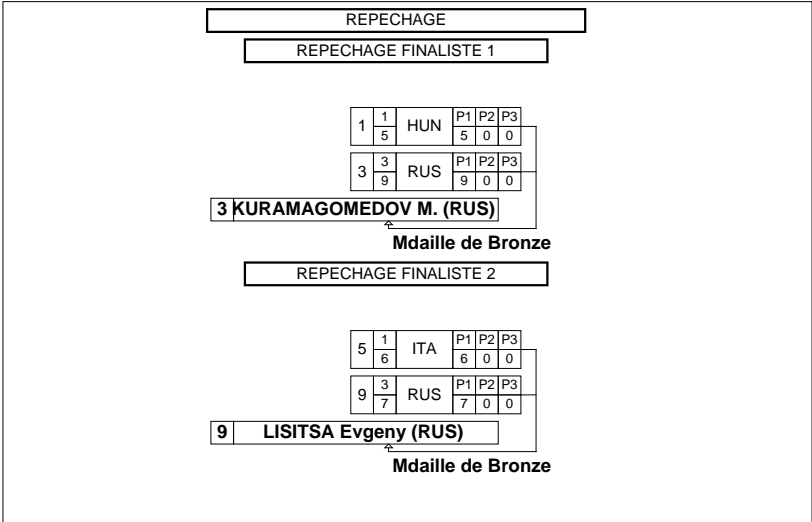 REPECHAGE
REPECHAGE FINALISTE 1
1 1 HUN P1 P2 P3
5 5 0 0
3 3 RUS P1 P2 P3
9 9 0 0
3 KURAMAGOMEDOV M. (RUS)
Mdaille de Bronze
REPECHAGE FINALISTE 2
5 1 ITA P1 P2 P3
6 6 0 0
9 3 RUS P1 P2 P3
7 7 0 0
9 LISITSA Evgeny (RUS)
Mdaille de Bronze